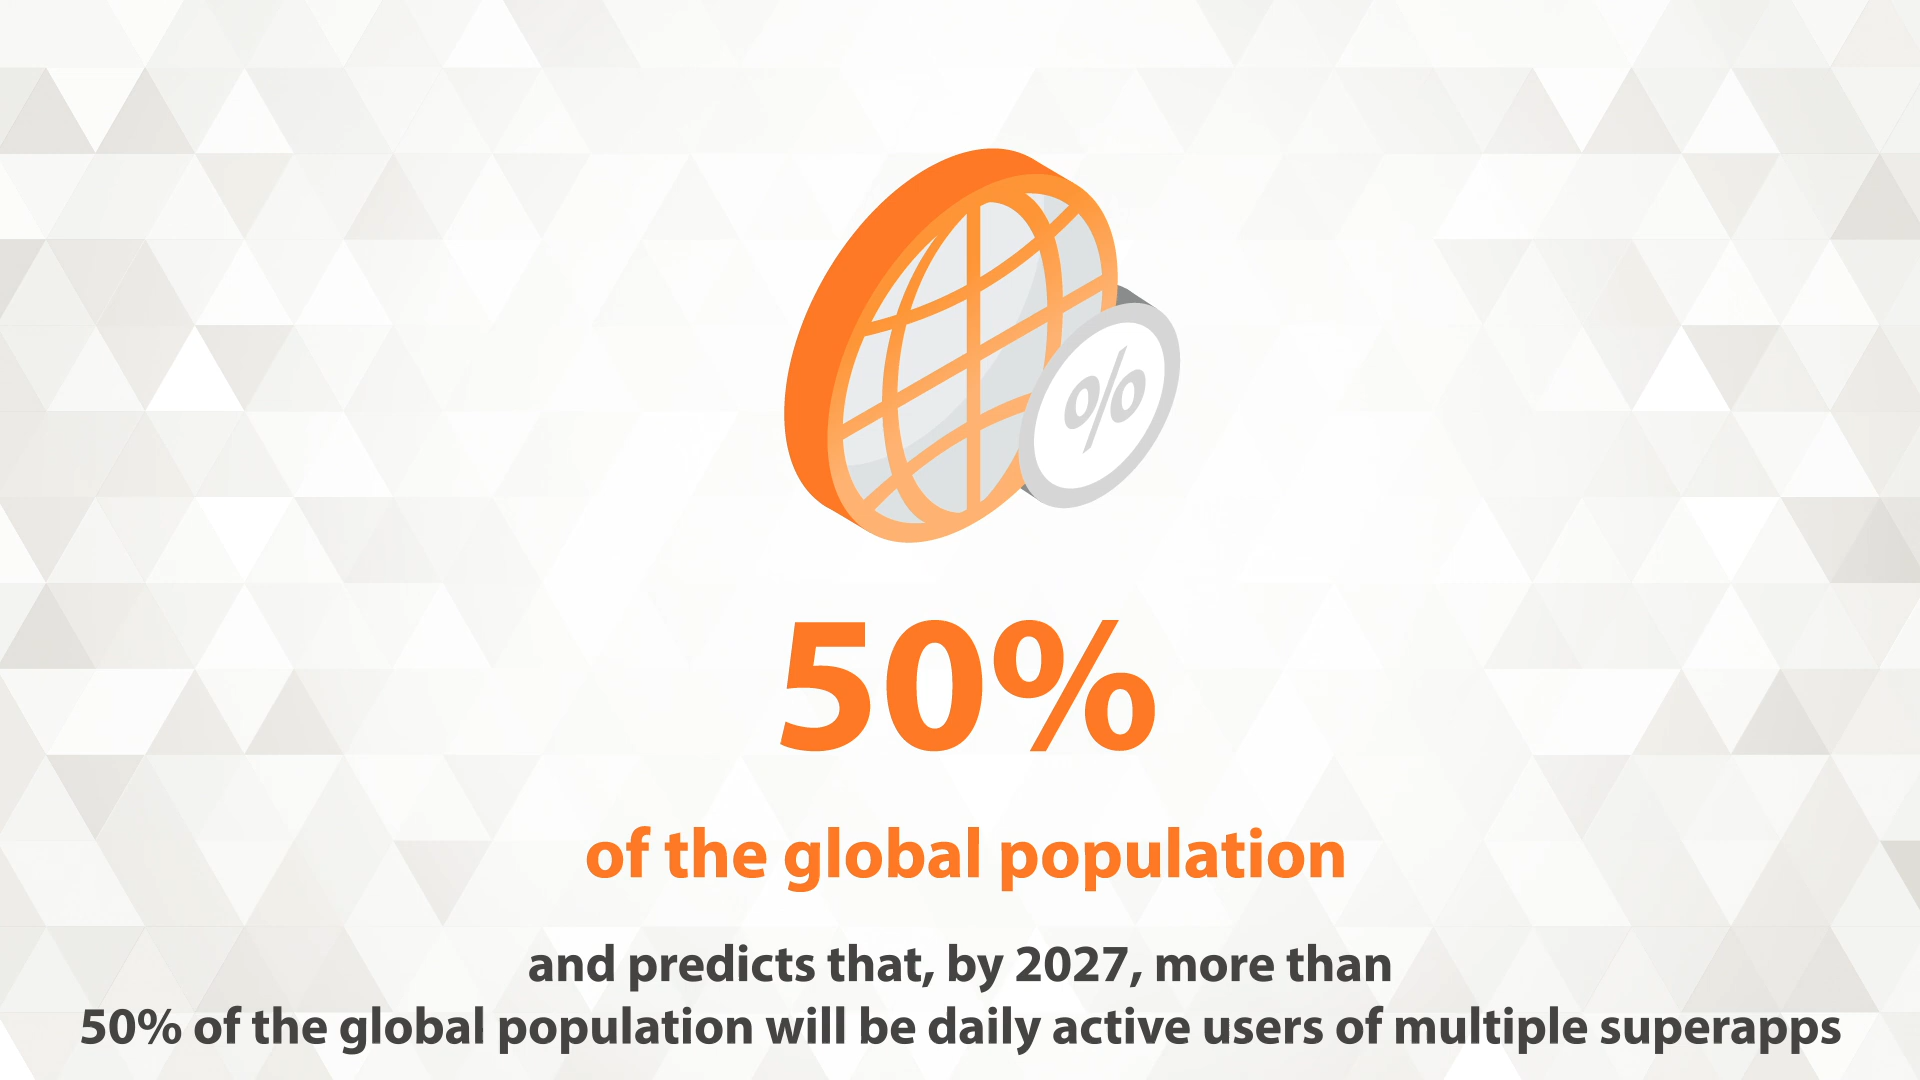 %
50%
of the global population
and predicts that, by 2027, more than
50% of the global population will be daily active users of multiple superapps